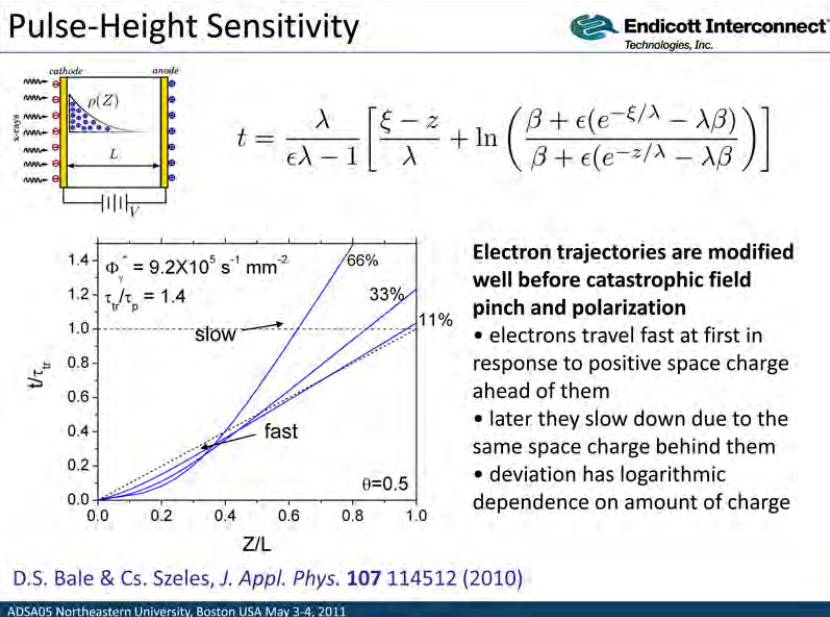 Pulse-Height Sensitivity
Endicott Interconnect
Technologies, Inc.
cathode
anode
ρ(Z)
x-rays
L
V
t = λ/(ϵλ − 1) [ (ξ − z)/λ + ln ( (β + ϵ(e^{−ξ/λ} − λβ)) / (β + ϵ(e^{−z/λ} − λβ ) ) ]
Φγ* = 9.2X10⁵ s⁻¹ mm⁻²
τtr/τp = 1.4
66%
33%
11%
slow
fast
θ=0.5
t/τtr
1.4
1.2
1.0
0.8
0.6
0.4
0.2
0.0
0.0 0.2 0.4 0.6 0.8 1.0
Z/L
Electron trajectories are modified
well before catastrophic field
pinch and polarization
• electrons travel fast at first in
response to positive space charge
ahead of them
• later they slow down due to the
same space charge behind them
• deviation has logarithmic
dependence on amount of charge
D.S. Bale & Cs. Szeles, J. Appl. Phys. 107 114512 (2010)
ADSA05 Northeastern University, Boston USA May 3-4, 2011